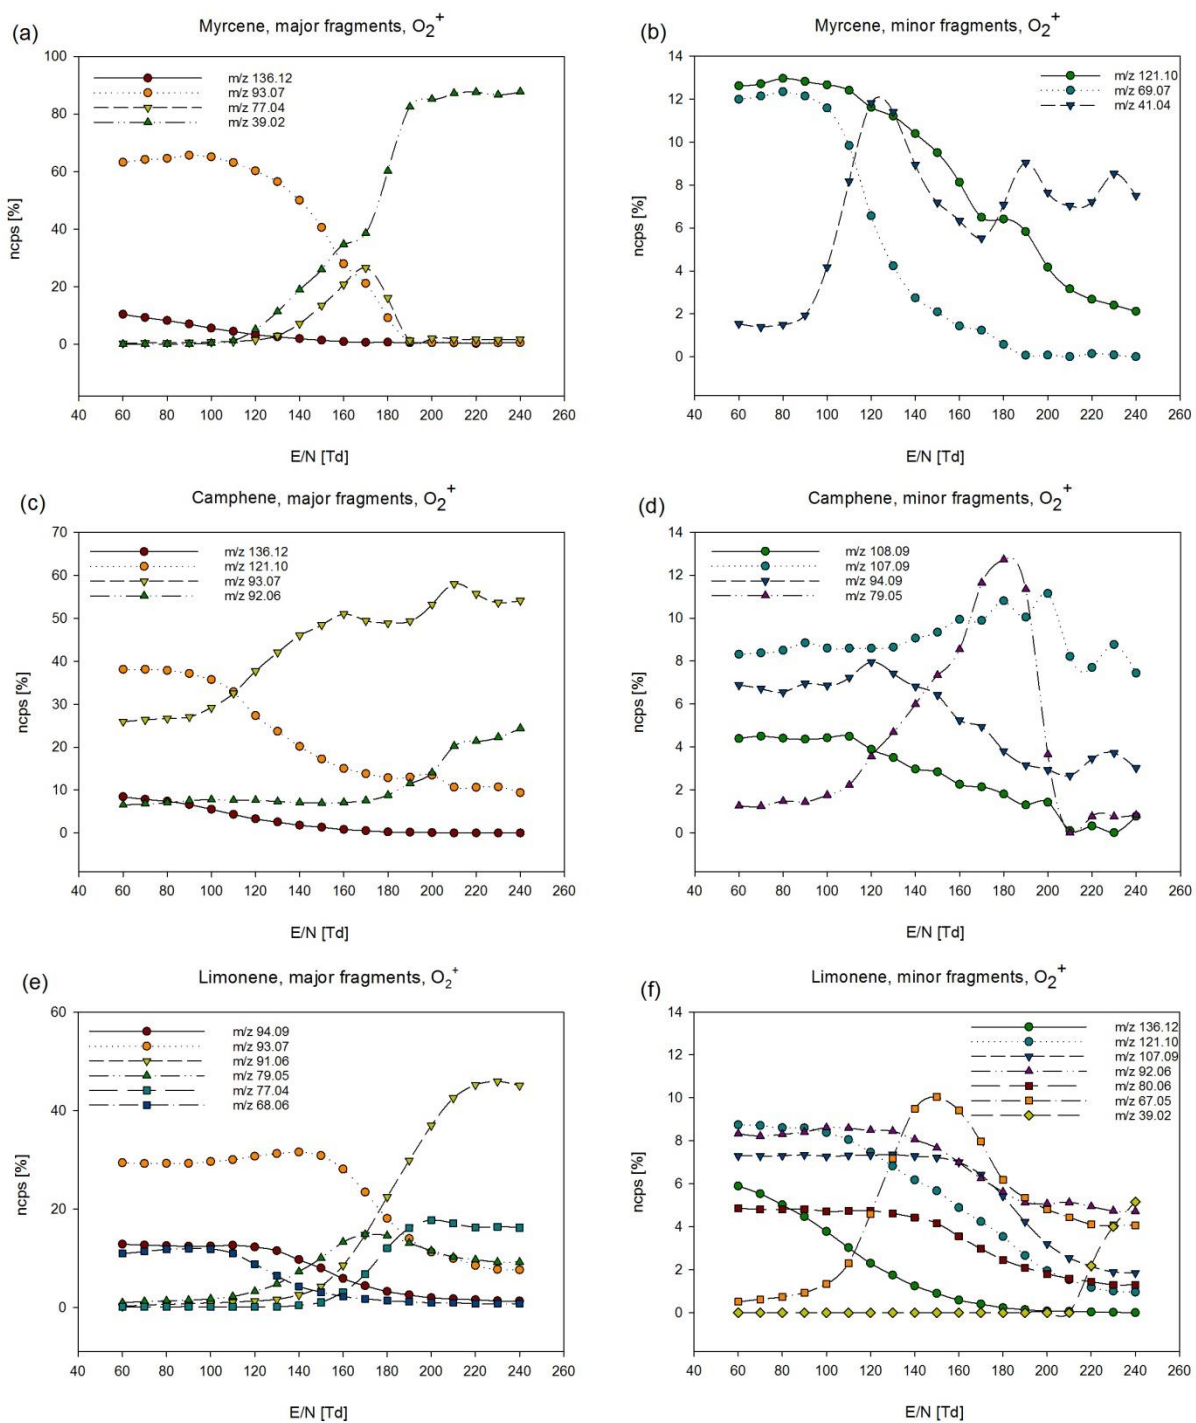 (a)
Myrcene, major fragments, O2+
m/z 136.12
m/z 93.07
m/z 77.04
m/z 39.02
100
80
60
40
20
0
ncps [%]
40 60 80 100 120 140 160 180 200 220 240 260
E/N [Td]
(b)
Myrcene, minor fragments, O2+
m/z 121.10
m/z 69.07
m/z 41.04
14
12
10
8
6
4
2
0
ncps [%]
40 60 80 100 120 140 160 180 200 220 240 260
E/N [Td]
(c)
Camphene, major fragments, O2+
m/z 136.12
m/z 121.10
m/z 93.07
m/z 92.06
70
60
50
40
30
20
10
0
ncps [%]
40 60 80 100 120 140 160 180 200 220 240 260
E/N [Td]
(d)
Camphene, minor fragments, O2+
m/z 108.09
m/z 107.09
m/z 94.09
m/z 79.05
14
12
10
8
6
4
2
0
ncps [%]
40 60 80 100 120 140 160 180 200 220 240 260
E/N [Td]
(e)
Limonene, major fragments, O2+
m/z 94.09
m/z 93.07
m/z 91.06
m/z 79.05
m/z 77.04
m/z 68.06
60
40
20
0
ncps [%]
40 60 80 100 120 140 160 180 200 220 240 260
E/N [Td]
(f)
Limonene, minor fragments, O2+
m/z 136.12
m/z 121.10
m/z 107.09
m/z 92.06
m/z 80.06
m/z 67.05
m/z 39.02
14
12
10
8
6
4
2
0
ncps [%]
40 60 80 100 120 140 160 180 200 220 240 260
E/N [Td]